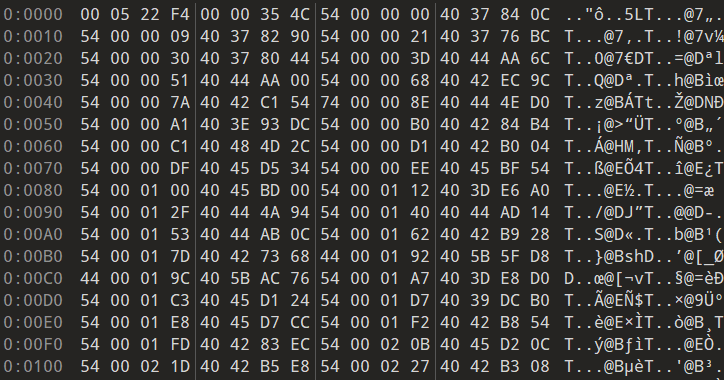 0:0000 00 05 22 F4 00 00 35 4C 54 00 00 00 40 37 84 0C .."ô..5LT...@7„.
0:0010 54 00 00 09 40 37 82 90 54 00 00 21 40 37 76 BC T...@7‚.T..!@7v¼
0:0020 54 00 00 30 40 37 80 44 54 00 00 3D 40 44 AA 6C T..0@7€DT..=@Dªl
0:0030 54 00 00 51 40 44 AA 00 54 00 00 68 40 42 EC 9C T..Q@Dª.T..h@Bìœ
0:0040 54 00 00 7A 40 42 C1 54 74 00 00 8E 40 44 4E D0 T..z@BÁTt..Ž@DNÐ
0:0050 54 00 00 A1 40 3E 93 DC 54 00 00 B0 40 42 84 B4 T..¡@>“ÜT..°@B„´
0:0060 54 00 00 C1 40 48 4D 2C 54 00 00 D1 40 42 B0 04 T..Á@HM,T..Ñ@B°.
0:0070 54 00 00 DF 40 45 D5 34 54 00 00 EE 40 45 BF 54 T..ß@EÕ4T..î@E¿T
0:0080 54 00 01 00 40 45 BD 00 54 00 01 12 40 3D E6 A0 T...@E½.T...@=æ
0:0090 54 00 01 2F 40 44 4A 94 54 00 01 40 40 44 AD 14 T../@DJ”T..@@D-.
0:00A0 54 00 01 53 40 44 AB 0C 54 00 01 62 40 42 B9 28 T..S@D«.T..b@B¹(
0:00B0 54 00 01 7D 40 42 73 68 44 00 01 92 40 5B 5F D8 T..}@BshD..’@[_Ø
0:00C0 44 00 01 9C 40 5B AC 76 54 00 01 A7 40 3D E8 D0 D..œ@[¬vT..§@=èÐ
0:00D0 54 00 01 C3 40 45 D1 24 54 00 01 D7 40 39 DC B0 T..Ã@EÑ$T..×@9Ü°
0:00E0 54 00 01 E8 40 45 D7 CC 54 00 01 F2 40 42 B8 54 T..è@E×ÌT..ò@B¸T
0:00F0 54 00 01 FD 40 42 83 EC 54 00 02 0B 40 45 D2 0C T..ý@BƒìT...@EÒ.
0:0100 54 00 02 1D 40 42 B5 E8 54 00 02 27 40 42 B3 08 T...@BµèT..'@B³.